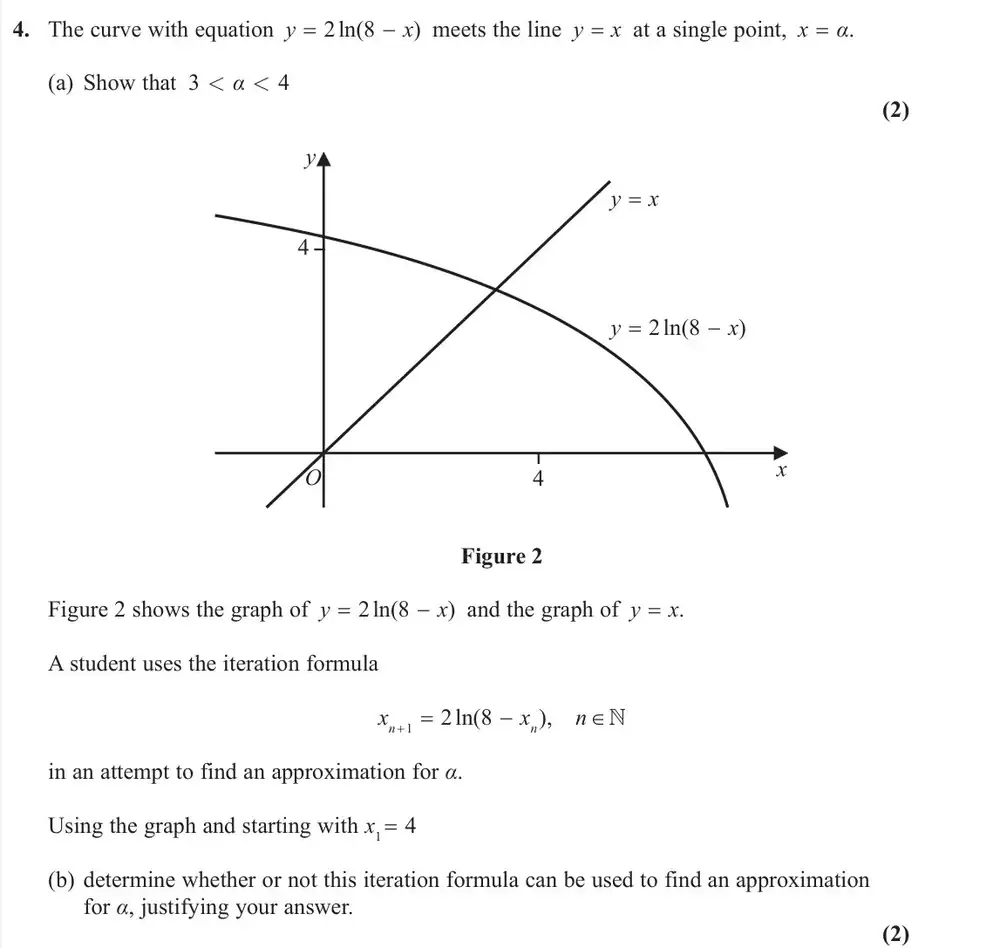 4. The curve with equation y = 2 ln(8 − x) meets the line y = x at a single point, x = α.
(a) Show that 3 < α < 4
(2)
y
y = x
4
y = 2 ln(8 − x)
O
4
x
Figure 2
Figure 2 shows the graph of y = 2 ln(8 − x) and the graph of y = x.
A student uses the iteration formula
xₙ₊₁ = 2 ln(8 − xₙ), n ∈ ℕ
in an attempt to find an approximation for α.
Using the graph and starting with x₁ = 4
(b) determine whether or not this iteration formula can be used to find an approximation
for α, justifying your answer.
(2)